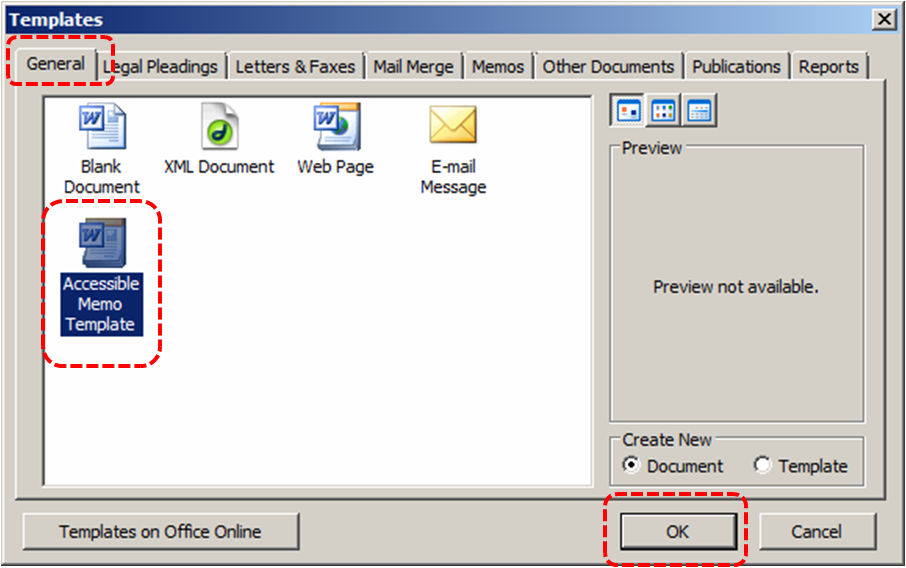 Templates
General
Legal Pleadings
Letters & Faxes
Mail Merge
Memos
Other Documents
Publications
Reports
Blank
Document
XML Document
Web Page
E-mail
Message
Accessible
Memo
Template
Preview
Preview not available.
Create New
Document
Template
Templates on Office Online
OK
Cancel